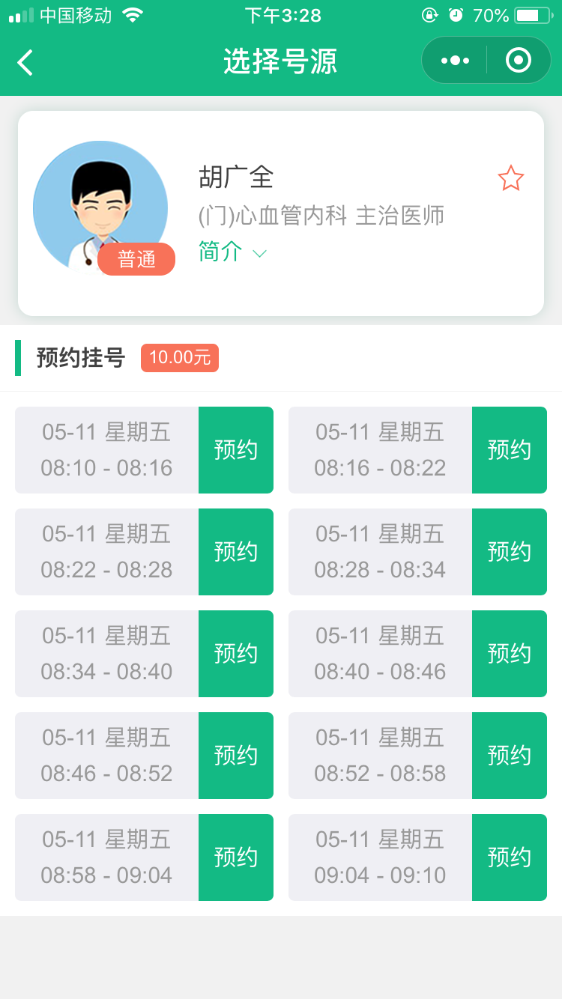 中国移动 下午3:28 70%
选择号源
胡广全
(门)心血管内科 主治医师
普通
简介
预约挂号 10.00元
05-11 星期五
08:10 - 08:16
预约
05-11 星期五
08:16 - 08:22
预约
05-11 星期五
08:22 - 08:28
预约
05-11 星期五
08:28 - 08:34
预约
05-11 星期五
08:34 - 08:40
预约
05-11 星期五
08:40 - 08:46
预约
05-11 星期五
08:46 - 08:52
预约
05-11 星期五
08:52 - 08:58
预约
05-11 星期五
08:58 - 09:04
预约
05-11 星期五
09:04 - 09:10
预约